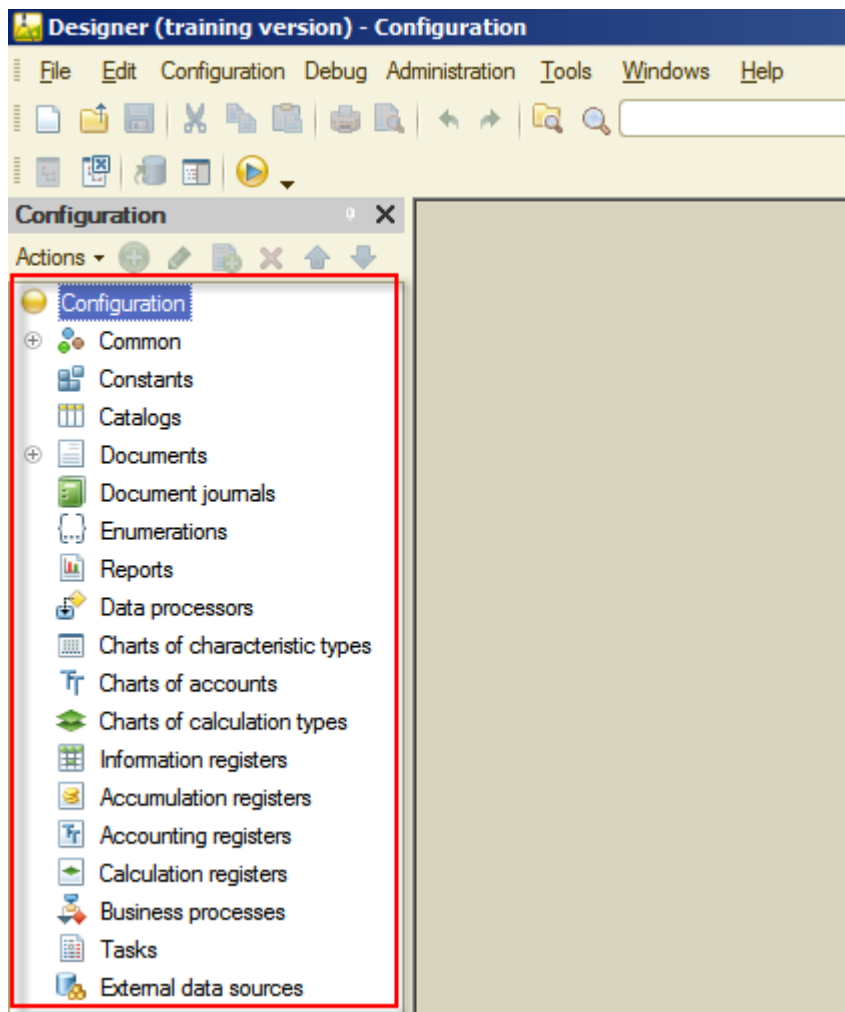 Designer (training version) - Configuration
File Edit Configuration Debug Administration Tools Windows Help
Configuration
Actions
Configuration
Common
Constants
Catalogs
Documents
Document journals
Enumerations
Reports
Data processors
Charts of characteristic types
Charts of accounts
Charts of calculation types
Information registers
Accumulation registers
Accounting registers
Calculation registers
Business processes
Tasks
External data sources